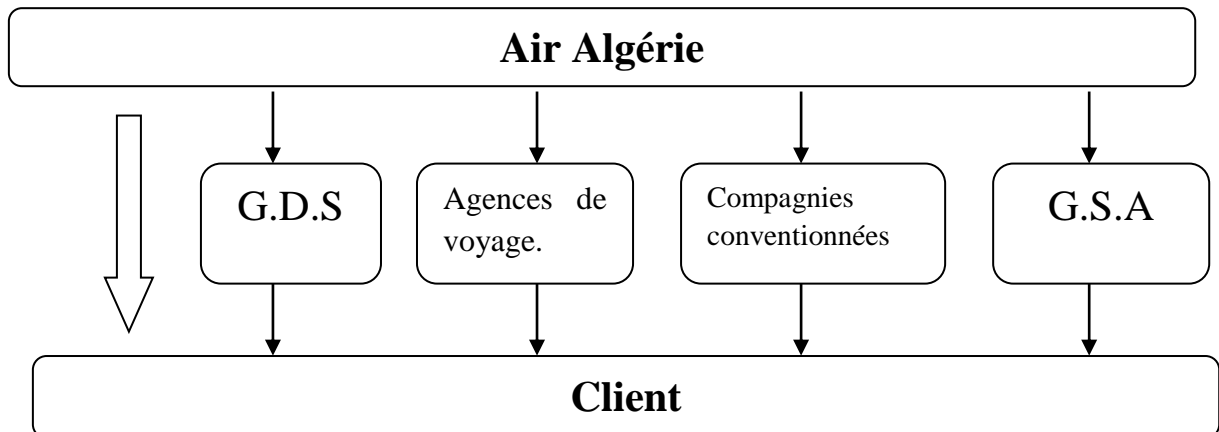 Air Algérie
G.D.S
Agences de
voyage.
Compagnies
conventionnées
G.S.A
Client